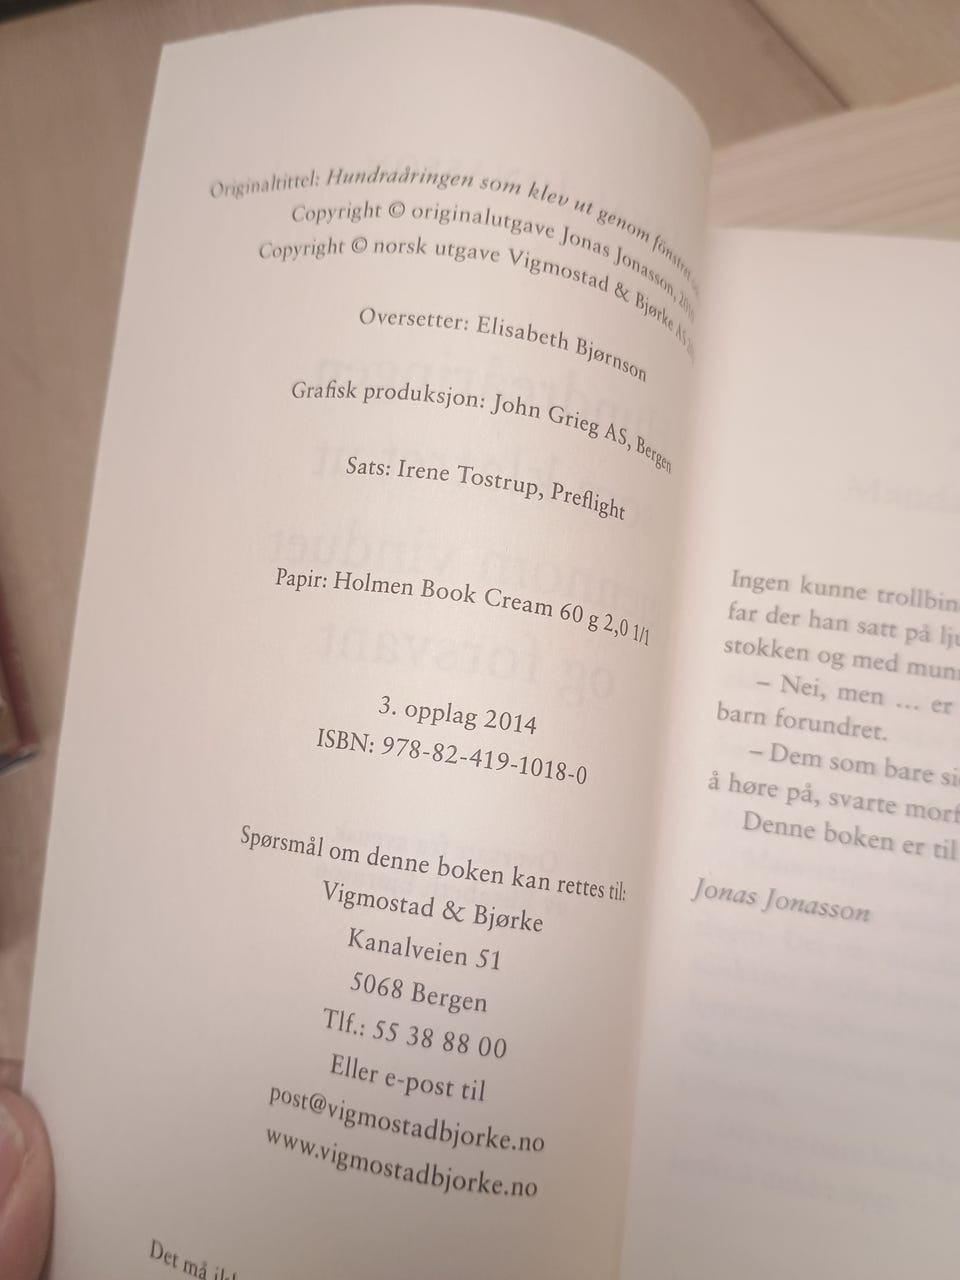 Originaltittel: Hundraåringen som klev ut genom fönstret
Copyright © originalutgave Jonas Jonasson,
Copyright © norsk utgave Vigmostad & Bjørke AS
Oversetter: Elisabeth Bjørnson
Grafisk produksjon: John Grieg AS, Bergen
Sats: Irene Tostrup, Preflight
Papir: Holmen Book Cream 60 g 2,0 1/1
3. opplag 2014
ISBN: 978-82-419-1018-0
Spørsmål om denne boken kan rettes til:
Vigmostad & Bjørke
Kanalveien 51
5068 Bergen
Tlf.: 55 38 88 00
Eller e-post til
post@vigmostadbjorke.no
www.vigmostadbjorke.no
Det må
Ingen kunne
far der han satt på
stokken og med
– Nei, men ... er
barn forundret.
– Dem som bare
å høre på, svarte
Denne boken er til
Jonas Jonasson